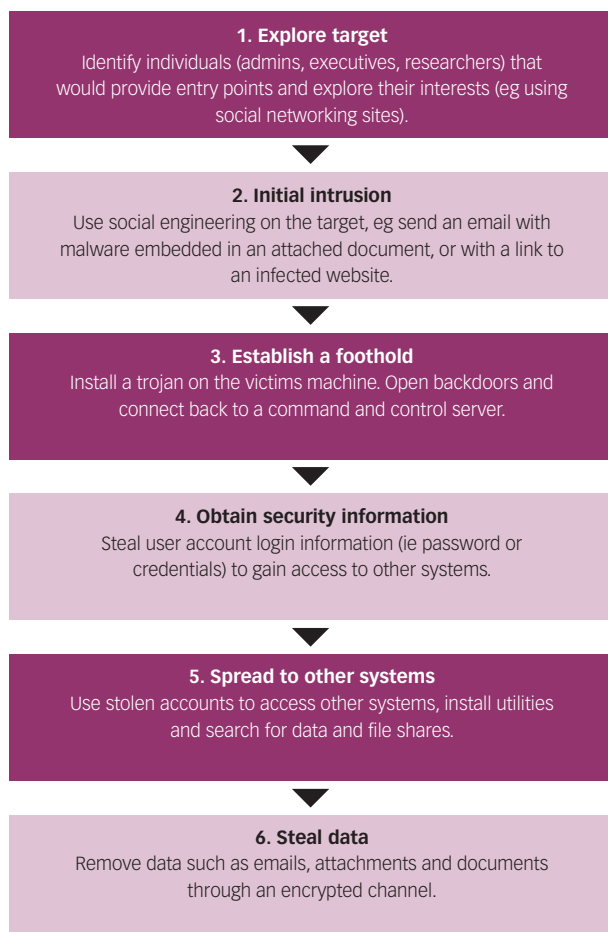 1. Explore target
Identify individuals (admins, executives, researchers) that
would provide entry points and explore their interests (eg using
social networking sites).
2. Initial intrusion
Use social engineering on the target, eg send an email with
malware embedded in an attached document, or with a link to
an infected website.
3. Establish a foothold
Install a trojan on the victims machine. Open backdoors and
connect back to a command and control server.
4. Obtain security information
Steal user account login information (ie password or
credentials) to gain access to other systems.
5. Spread to other systems
Use stolen accounts to access other systems, install utilities
and search for data and file shares.
6. Steal data
Remove data such as emails, attachments and documents
through an encrypted channel.